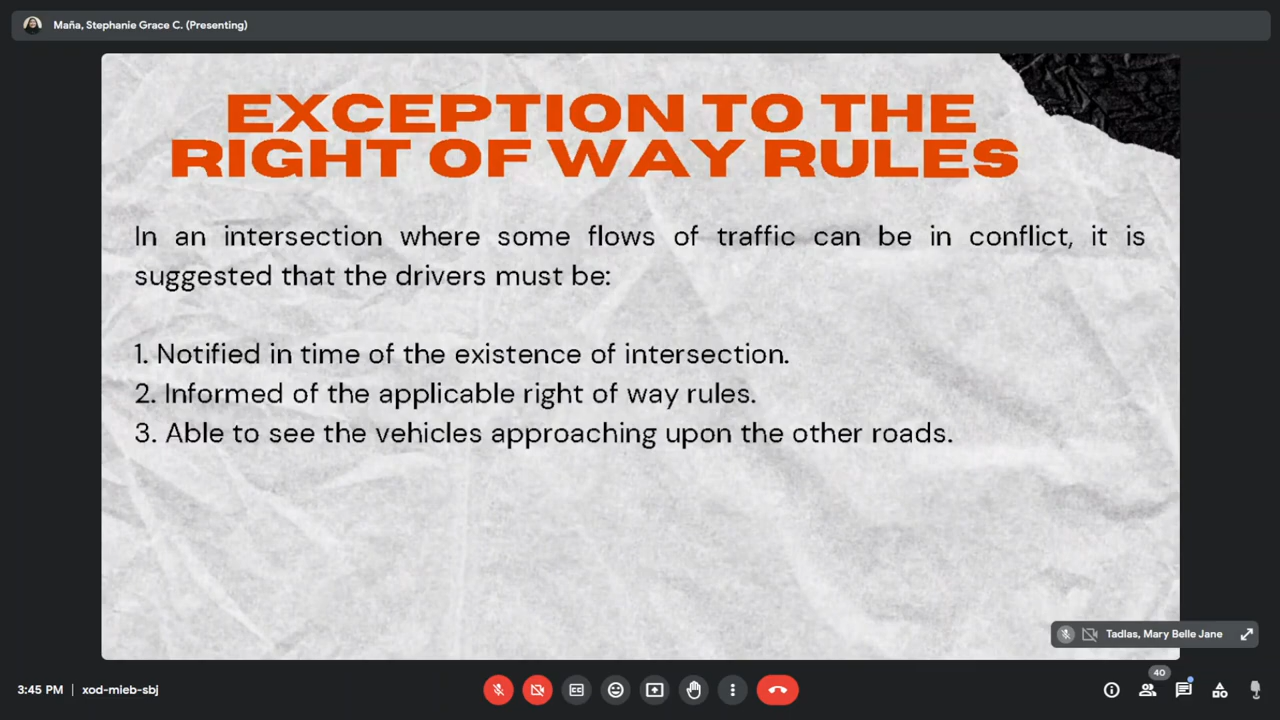 Maña, Stephanie Grace C. (Presenting)
EXCEPTION TO THE
RIGHT OF WAY RULES
In an intersection where some flows of traffic can be in conflict, it is
suggested that the drivers must be:
1. Notified in time of the existence of intersection.
2. Informed of the applicable right of way rules.
3. Able to see the vehicles approaching upon the other roads.
Tadlas, Mary Belle Jane
40
3:45 PM | xod-mieb-sbj
CC